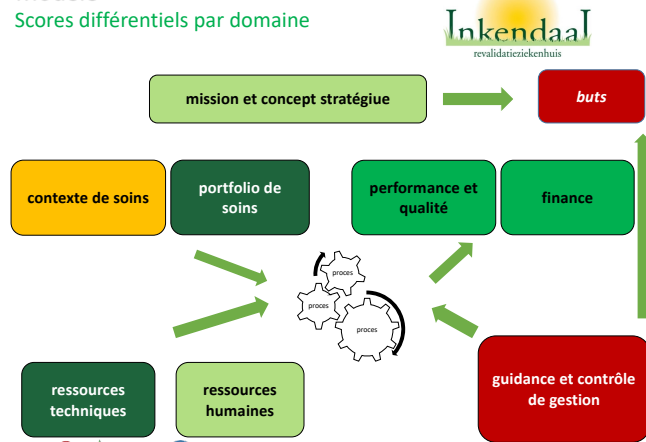 Scores différentiels par domaine
Inkendaal
revalidatieziekenhuis
mission et concept stratégiue
buts
contexte de soins
portfolio de
soins
performance et
qualité
finance
proces
proces
proces
ressources
techniques
ressources
humaines
guidance et contrôle
de gestion